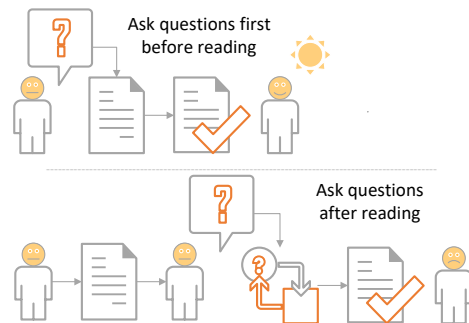 ?
Ask questions first
before reading
?
Ask questions
after reading
?